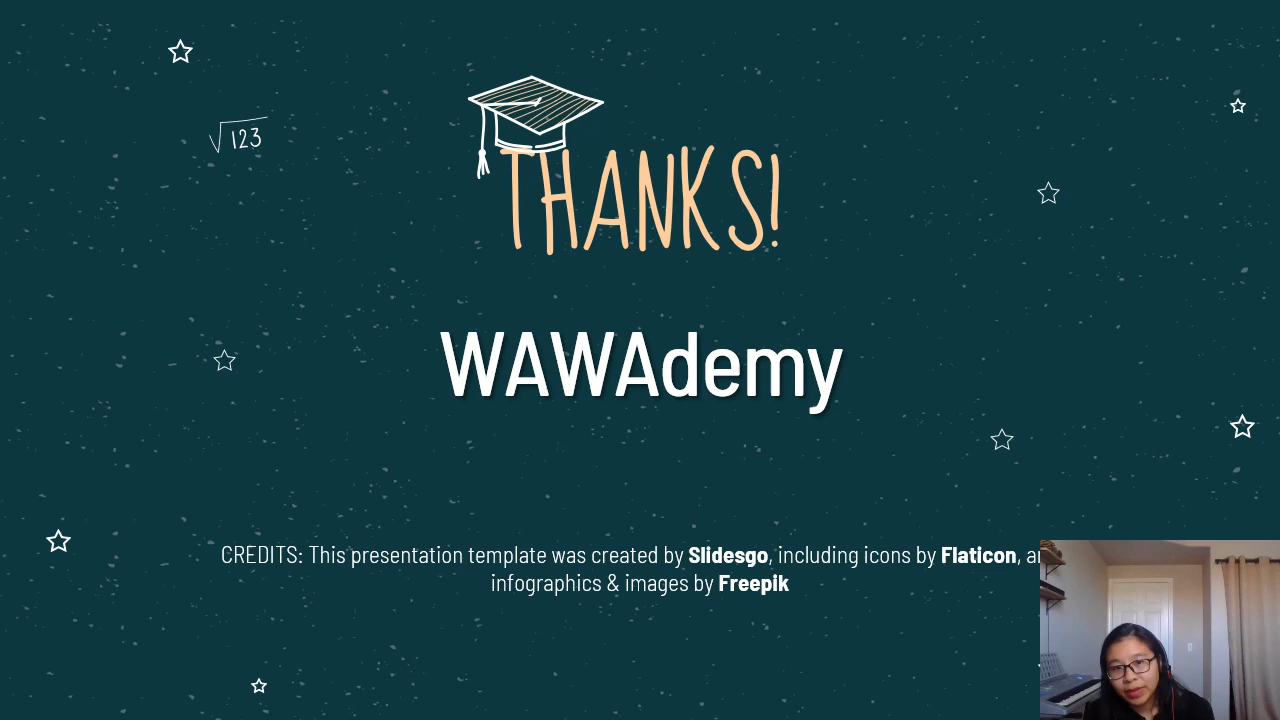 √123
THANKS!
WAWAdemy
CREDITS: This presentation template was created by Slidesgo, including icons by Flaticon,
infographics & images by Freepik